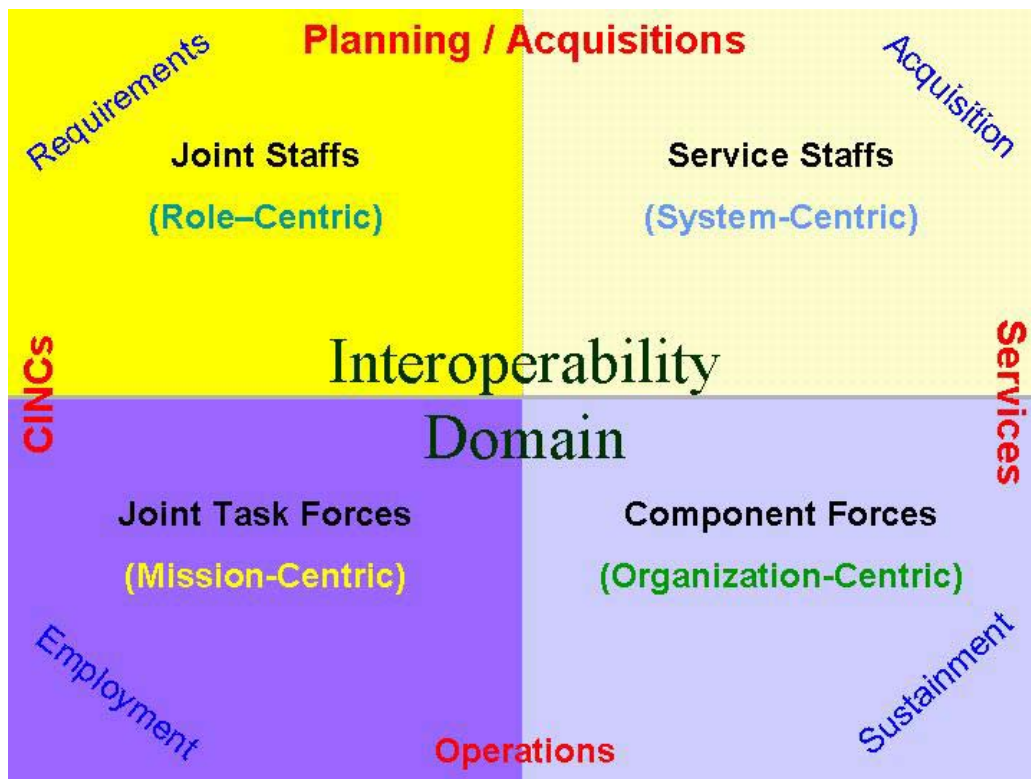 Planning / Acquisitions
Requirements
Acquisition
Joint Staffs
Service Staffs
(Role–Centric)
(System-Centric)
CINCs
Services
Interoperability
Domain
Joint Task Forces
Component Forces
(Mission-Centric)
(Organization-Centric)
Employment
Sustainment
Operations